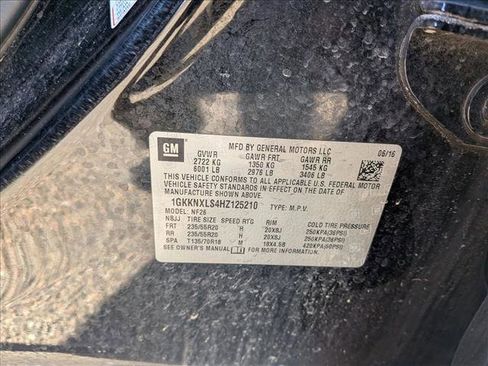 GM
MFD BY GENERAL MOTORS LLC
06/16
GVWR GAWR FRT GAWR RR
2722 KG 1350 KG 1545 KG
6001 LB 2976 LB 3406 LB
THIS VEHICLE CONFORMS TO ALL APPLICABLE U.S. FEDERAL MOTOR
VEHICLE SAFETY STANDARDS IN EFFECT ON THE DATE OF
MANUFACTURE SHOWN ABOVE.
1GKKNXLS4HZ125210 TYPE: M.P.V.
NBJJ MODEL: NF26
TIRE SIZE SPEED RTG RIM COLD TIRE PRESSURE
FRT 235/55R20 H 20X8J 250KPA(36PSI)
RR 235/55R20 H 20X8J 250KPA(36PSI)
SPA T135/70R18 M 18X4.5B 420KPA(60PSI)
SEE OWNER'S MANUAL FOR MORE INFORMATION.